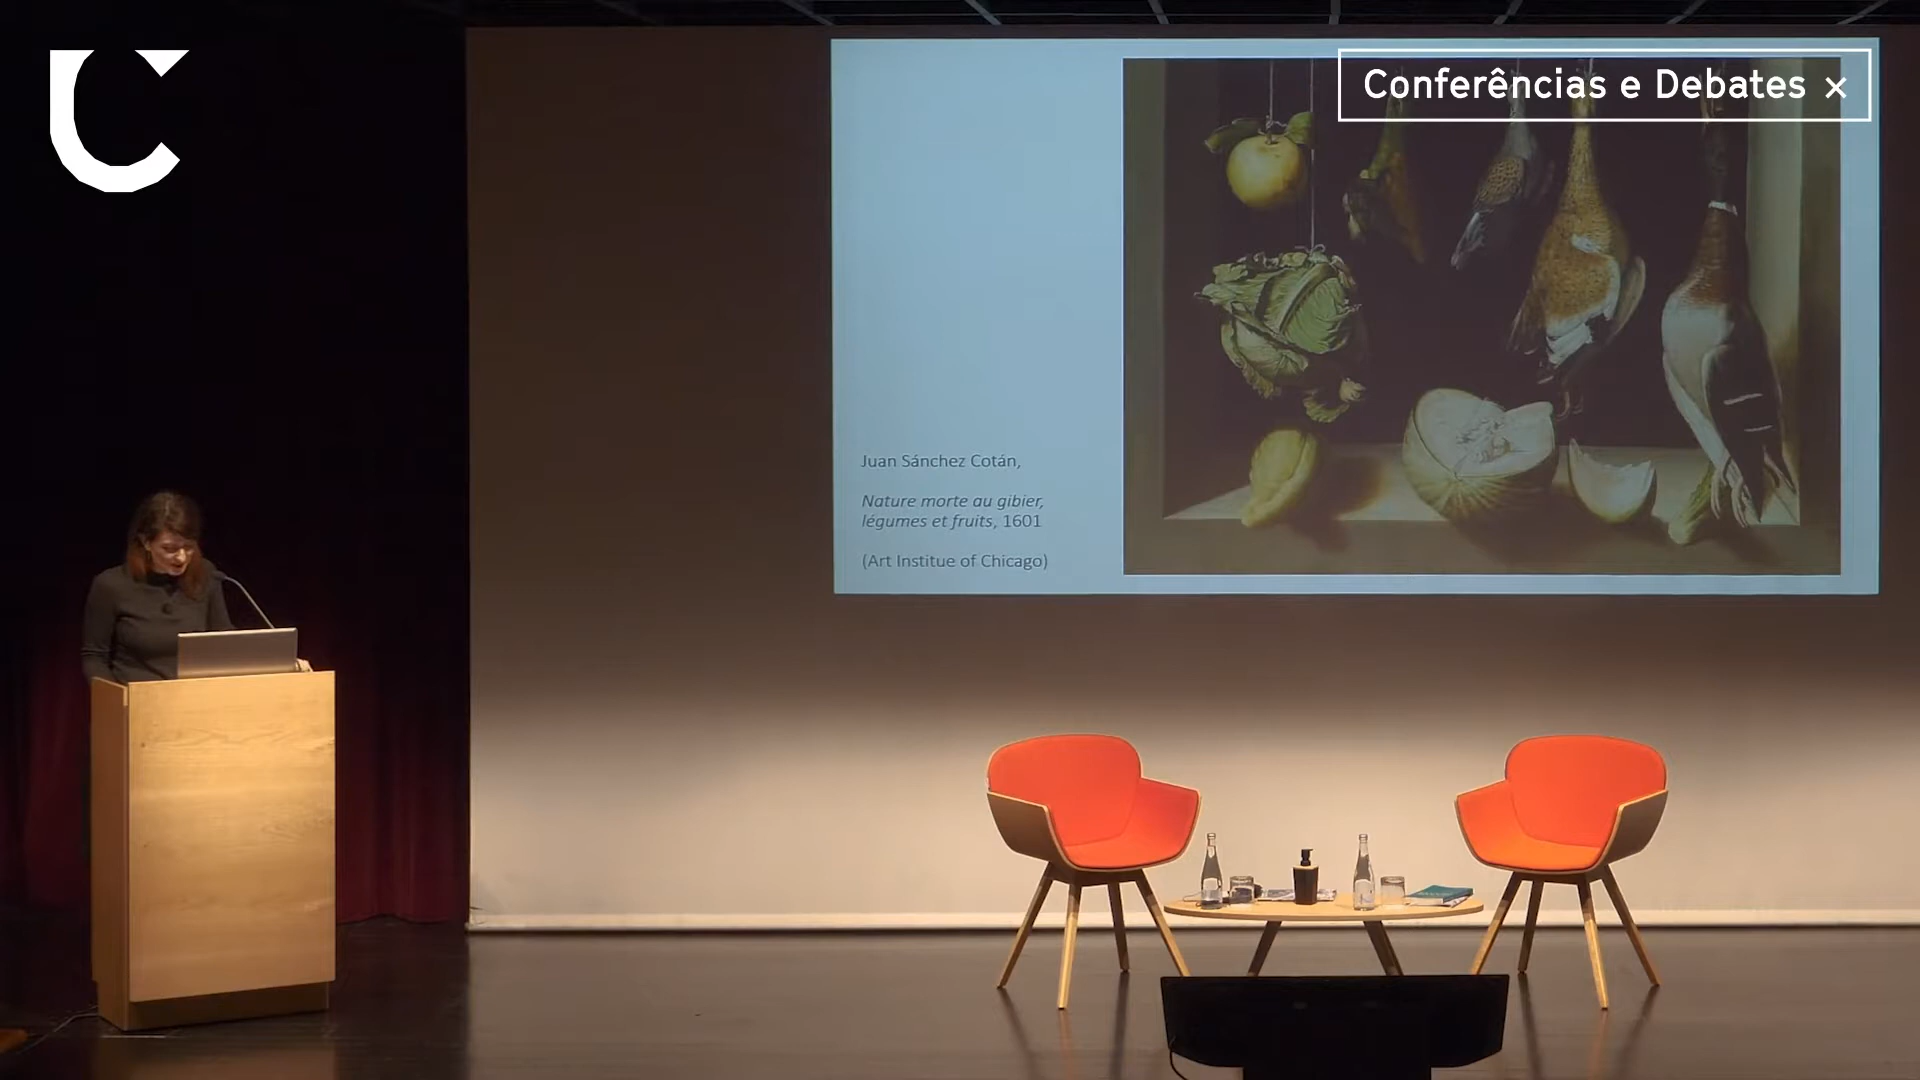 Conferências e Debates ×
Juan Sánchez Cotán,
Nature morte au gibier,
légumes et fruits, 1601
(Art Institue of Chicago)